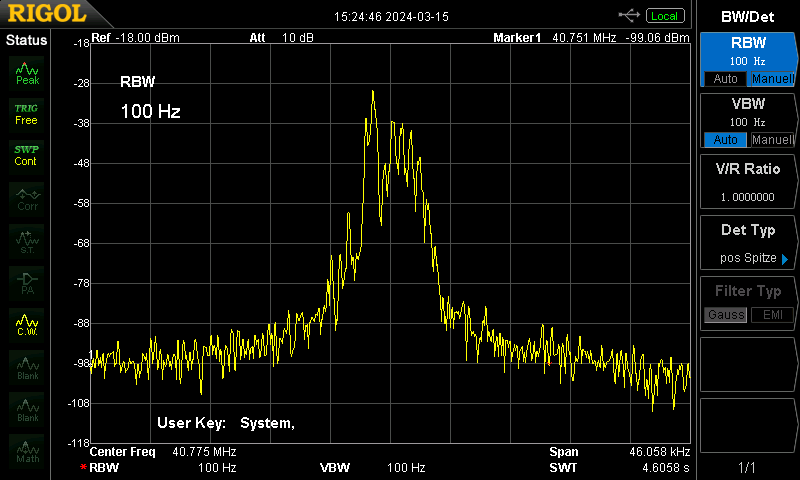 RIGOL
15:24:46 2024-03-15
Local
BW/Det
Status
Ref -18.00 dBm
Att 10 dB
Marker1 40.751 MHz -99.06 dBm
RBW
100 Hz
Auto Manuell
VBW
100 Hz
Auto Manuell
V/R Ratio
1.0000000
Det Typ
pos Spitze
Filter Typ
Gauss EMI
1/1
Peak
TRIG
Free
SWP
Cont
Corr
S.T.
PA
C.W.
Blank
Blank
Math
-18
-28
-38
-48
-58
-68
-78
-88
-98
-108
-118
RBW
100 Hz
User Key: System,
Center Freq 40.775 MHz
Span 46.058 kHz
*RBW 100 Hz
VBW 100 Hz
SWT 4.6058 s